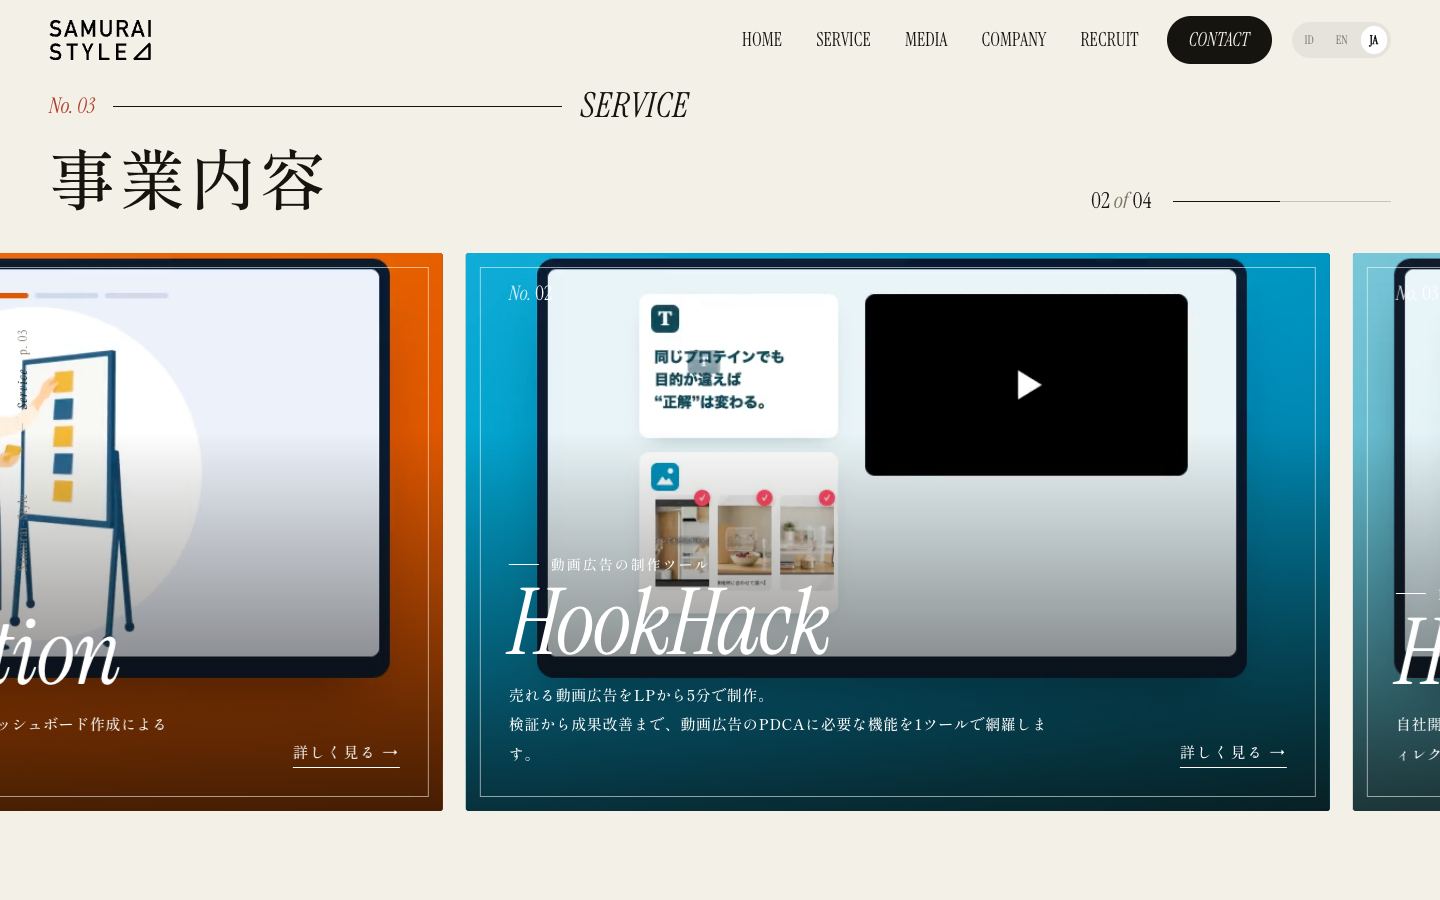 SAMURAI
STYLE
HOME
SERVICE
MEDIA
COMPANY
RECRUIT
CONTACT
ID
EN
JA
No. 03
SERVICE
事業内容
02 of 04
Service
p. 03
tion
ッシュボード作成による
詳しく見る →
No. 02
T
同じプロテインでも
目的が違えば
“正解”は変わる。
動画広告の制作ツール
HookHack
売れる動画広告をLPから5分で制作。
検証から成果改善まで、動画広告のPDCAに必要な機能を1ツールで網羅しま
す。
詳しく見る →
No. 03
H
自社開
ィレク